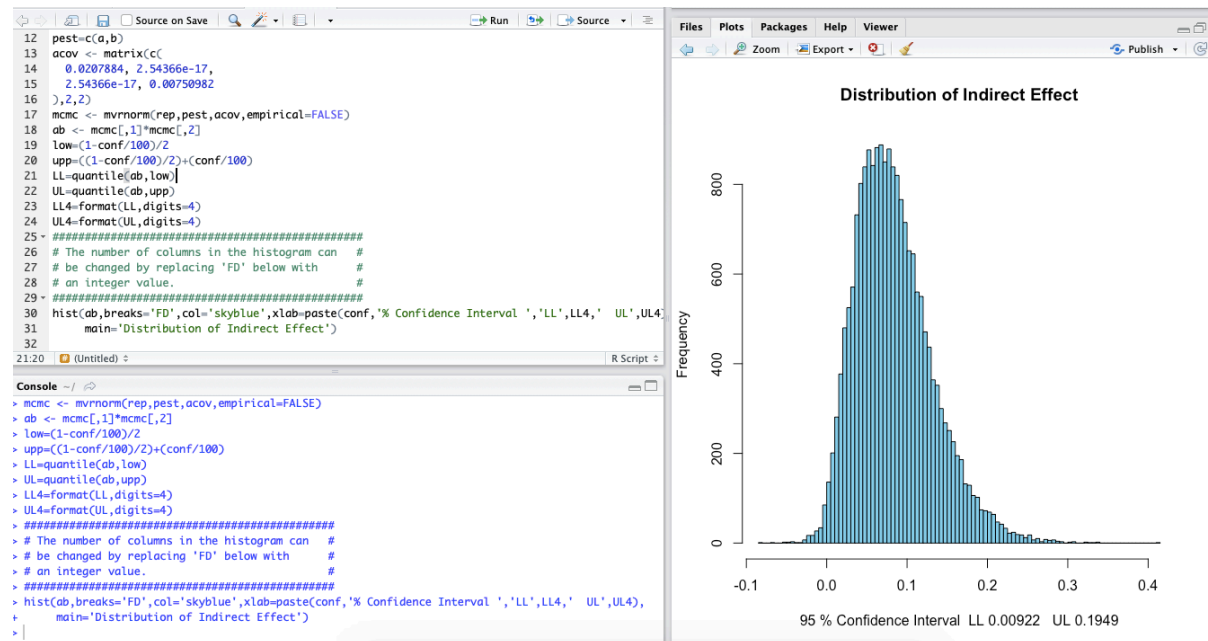 Source on Save
Run
Source
12 pest=c(a,b)
13 acov <- matrix(c(
14 0.0207884, 2.54366e-17,
15 2.54366e-17, 0.00750982
16 ),2,2)
17 mcmc <- mvrnorm(rep,pest,acov,empirical=FALSE)
18 ab <- mcmc[,1]*mcmc[,2]
19 low=(1-conf/100)/2
20 upp=((1-conf/100)/2)+(conf/100)
21 LL=quantile(ab,low)
22 UL=quantile(ab,upp)
23 LL4=format(LL,digits=4)
24 UL4=format(UL,digits=4)
25 ################################################
26 # The number of columns in the histogram can   #
27 # be changed by replacing 'FD' below with      #
28 # an integer value.                            #
29 ################################################
30 hist(ab,breaks='FD',col='skyblue',xlab=paste(conf,'% Confidence Interval ','LL',LL4,'  UL',UL4)
31 main='Distribution of Indirect Effect')
32
21:20 (Untitled) R Script
Console ~/
> mcmc <- mvrnorm(rep,pest,acov,empirical=FALSE)
> ab <- mcmc[,1]*mcmc[,2]
> low=(1-conf/100)/2
> upp=((1-conf/100)/2)+(conf/100)
> LL=quantile(ab,low)
> UL=quantile(ab,upp)
> LL4=format(LL,digits=4)
> UL4=format(UL,digits=4)
> ################################################
> # The number of columns in the histogram can   #
> # be changed by replacing 'FD' below with      #
> # an integer value.                            #
> ################################################
> hist(ab,breaks='FD',col='skyblue',xlab=paste(conf,'% Confidence Interval ','LL',LL4,'  UL',UL4),
+ main='Distribution of Indirect Effect')
>
Files Plots Packages Help Viewer
Zoom Export Publish
Distribution of Indirect Effect
Frequency
800
600
400
200
0
-0.1 0.0 0.1 0.2 0.3 0.4
95 % Confidence Interval LL 0.00922 UL 0.1949